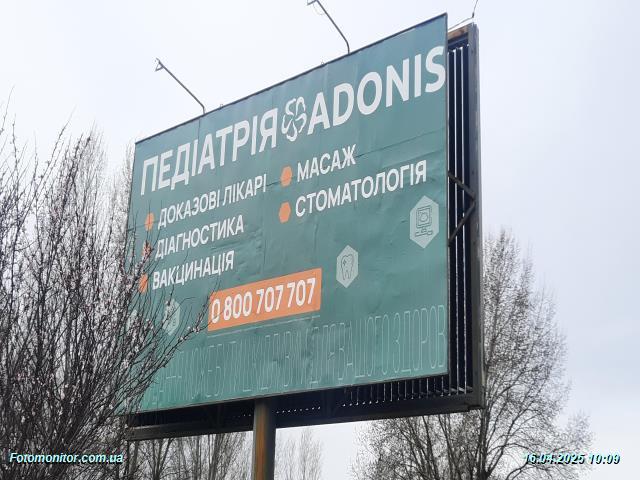 ПЕДІАТРІЯ ADONIS
ДОКАЗОВІ ЛІКАРІ
ДІАГНОСТИКА
ВАКЦИНАЦІЯ
МАСАЖ
СТОМАТОЛОГІЯ
0 800 707 707
Fotomonitor.com.ua
16.04.2025 10:09